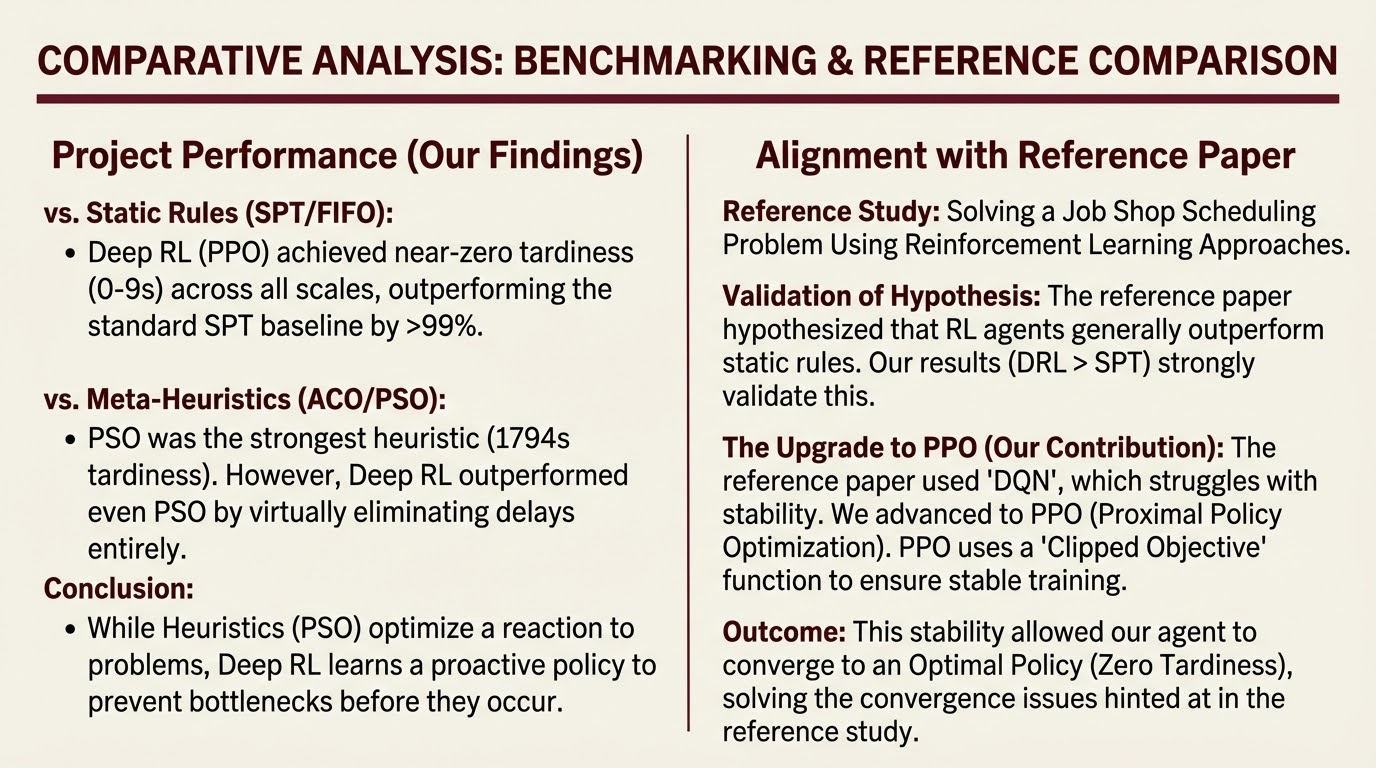 COMPARATIVE ANALYSIS: BENCHMARKING & REFERENCE COMPARISON
Project Performance (Our Findings)
vs. Static Rules (SPT/FIFO):
• Deep RL (PPO) achieved near-zero tardiness
(0-9s) across all scales, outperforming the
standard SPT baseline by >99%.
vs. Meta-Heuristics (ACO/PSO):
• PSO was the strongest heuristic (1794s
tardiness). However, Deep RL outperformed
even PSO by virtually eliminating delays
entirely.
Conclusion:
• While Heuristics (PSO) optimize a reaction to
problems, Deep RL learns a proactive policy to
prevent bottlenecks before they occur.
Alignment with Reference Paper
Reference Study: Solving a Job Shop Scheduling
Problem Using Reinforcement Learning Approaches.
Validation of Hypothesis: The reference paper
hypothesized that RL agents generally outperform
static rules. Our results (DRL > SPT) strongly
validate this.
The Upgrade to PPO (Our Contribution): The
reference paper used 'DQN', which struggles with
stability. We advanced to PPO (Proximal Policy
Optimization). PPO uses a 'Clipped Objective'
function to ensure stable training.
Outcome: This stability allowed our agent to
converge to an Optimal Policy (Zero Tardiness),
solving the convergence issues hinted at in the
reference study.